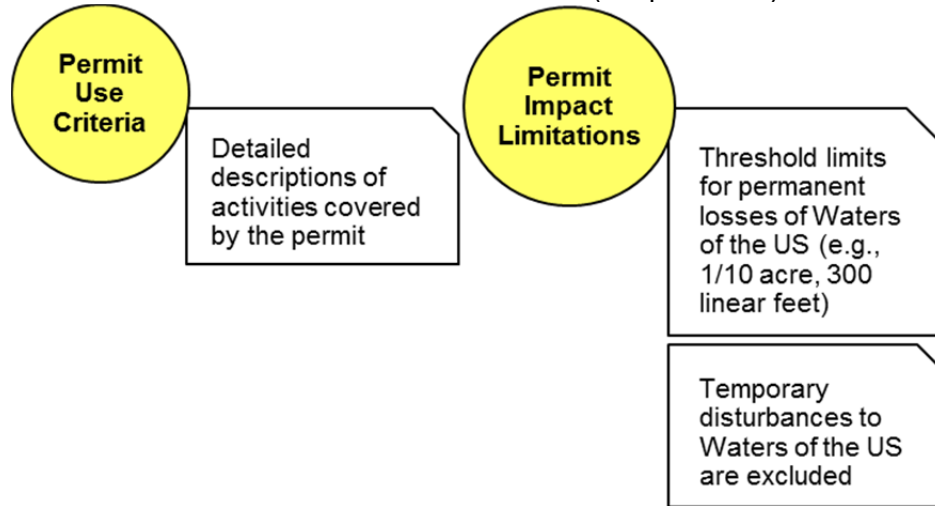 Permit
Use
Criteria
Detailed
descriptions of
activities covered
by the permit
Permit
Impact
Limitations
Threshold limits
for permanent
losses of Waters
of the US (e.g.,
1/10 acre, 300
linear feet)
Temporary
disturbances to
Waters of the US
are excluded